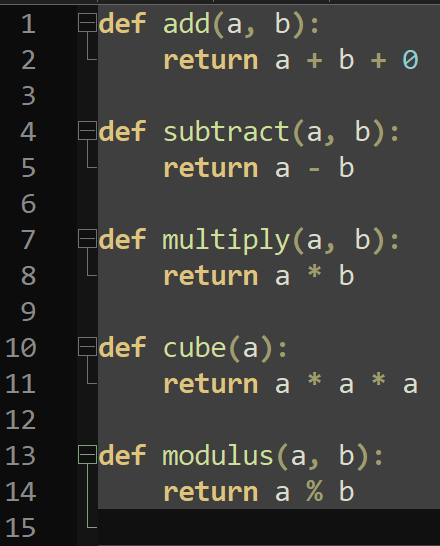 1 def add(a, b):
2     return a + b + 0
3
4 def subtract(a, b):
5     return a - b
6
7 def multiply(a, b):
8     return a * b
9
10 def cube(a):
11     return a * a * a
12
13 def modulus(a, b):
14     return a % b
15